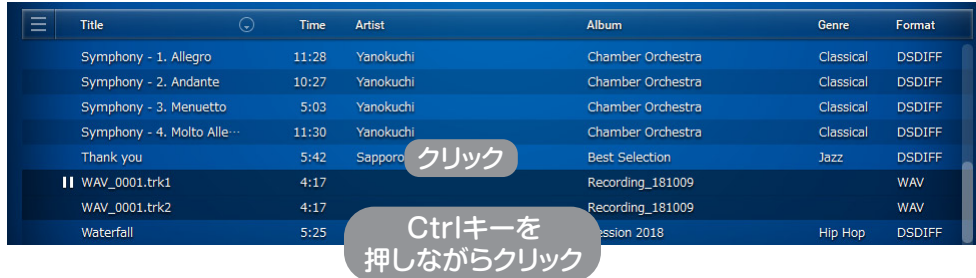 Title Time Artist Album Genre Format
Symphony - 1. Allegro 11:28 Yanokuchi Chamber Orchestra Classical DSDIFF
Symphony - 2. Andante 10:27 Yanokuchi Chamber Orchestra Classical DSDIFF
Symphony - 3. Menuetto 5:03 Yanokuchi Chamber Orchestra Classical DSDIFF
Symphony - 4. Molto Alle… 11:30 Yanokuchi Chamber Orchestra Classical DSDIFF
Thank you 5:42 Sapporo クリック Best Selection Jazz DSDIFF
WAV_0001.trk1 4:17 Recording_181009 WAV
WAV_0001.trk2 4:17 Recording_181009 WAV
Waterfall 5:25 2018 Hip Hop DSDIFF
Ctrlキーを
押しながらクリック